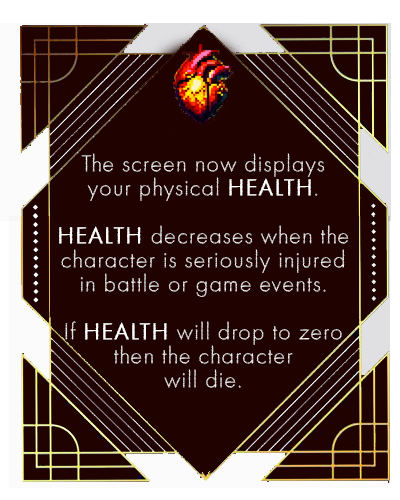 The screen now displays
your physical HEALTH.
HEALTH decreases when the
character is seriously injured
in battle or game events.
If HEALTH will drop to zero
then the character
will die.